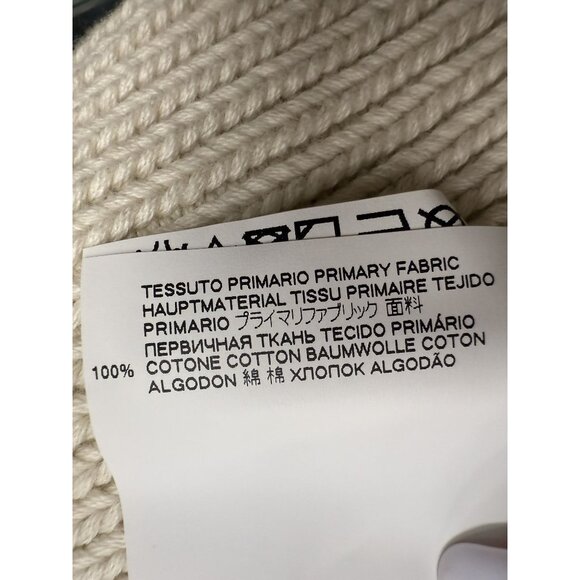 TESSUTO PRIMARIO PRIMARY FABRIC
HAUPTMATERIAL TISSU PRIMAIRE TEJIDO
PRIMARIO プライマリファブリック 面料
ПЕРВИЧНАЯ ТКАНЬ TECIDO PRIMÁRIO
100% COTONE COTTON BAUMWOLLE COTON
ALGODON 綿 棉 ХЛОПОК ALGODÃO